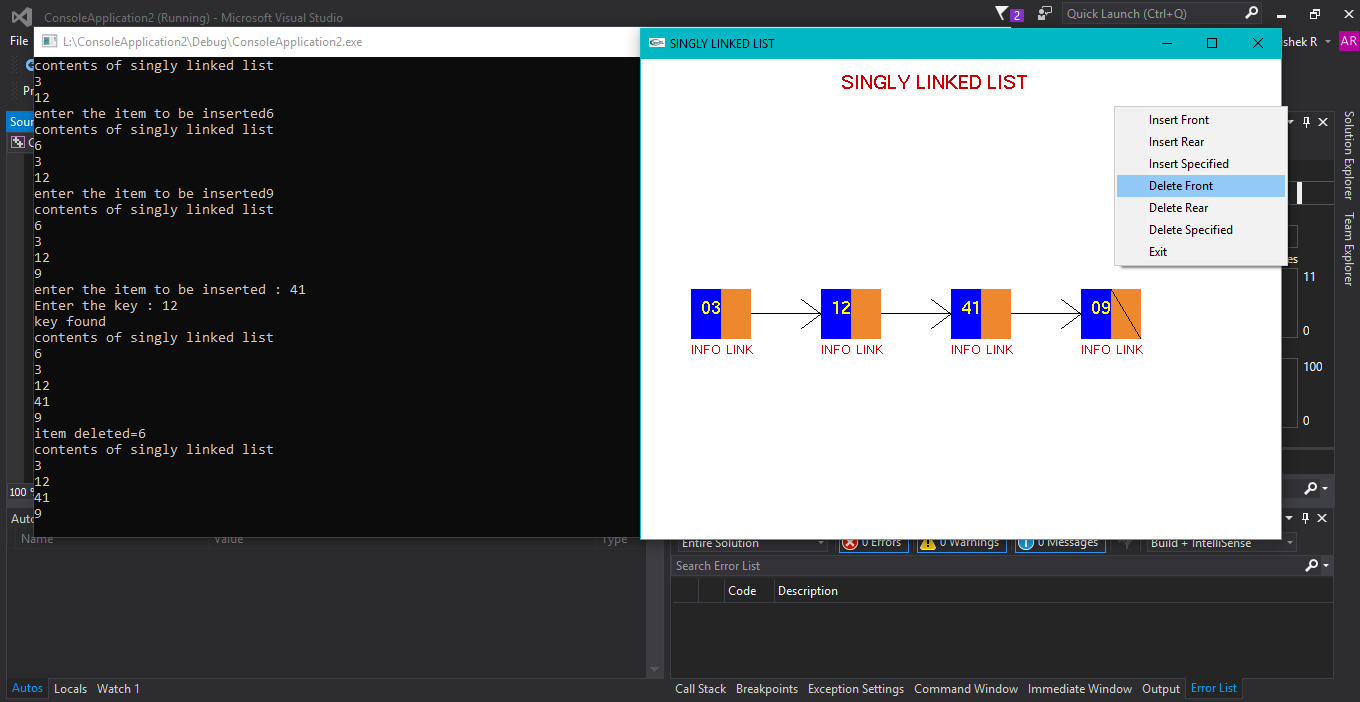 ConsoleApplication2 (Running) - Microsoft Visual Studio
2
Quick Launch (Ctrl+Q)
File
AR
L:\ConsoleApplication2\Debug\ConsoleApplication2.exe
contents of singly linked list
3
12
enter the item to be inserted6
contents of singly linked list
6
3
12
enter the item to be inserted9
contents of singly linked list
6
3
12
9
enter the item to be inserted : 41
Enter the key : 12
key found
contents of singly linked list
6
3
12
41
9
item deleted=6
contents of singly linked list
3
12
41
9
SINGLY LINKED LIST
SINGLY LINKED LIST
Insert Front
Insert Rear
Insert Specified
Delete Front
Delete Rear
Delete Specified
Exit
03 12 41 09
INFO LINK INFO LINK INFO LINK INFO LINK
Solution Explorer
Team Explorer
11
0
100
0
100 %
Name Value Type
Entire Solution 0 Errors 0 Warnings 0 Messages Build + IntelliSense
Search Error List
Code Description
Autos Locals Watch 1
Call Stack Breakpoints Exception Settings Command Window Immediate Window Output Error List